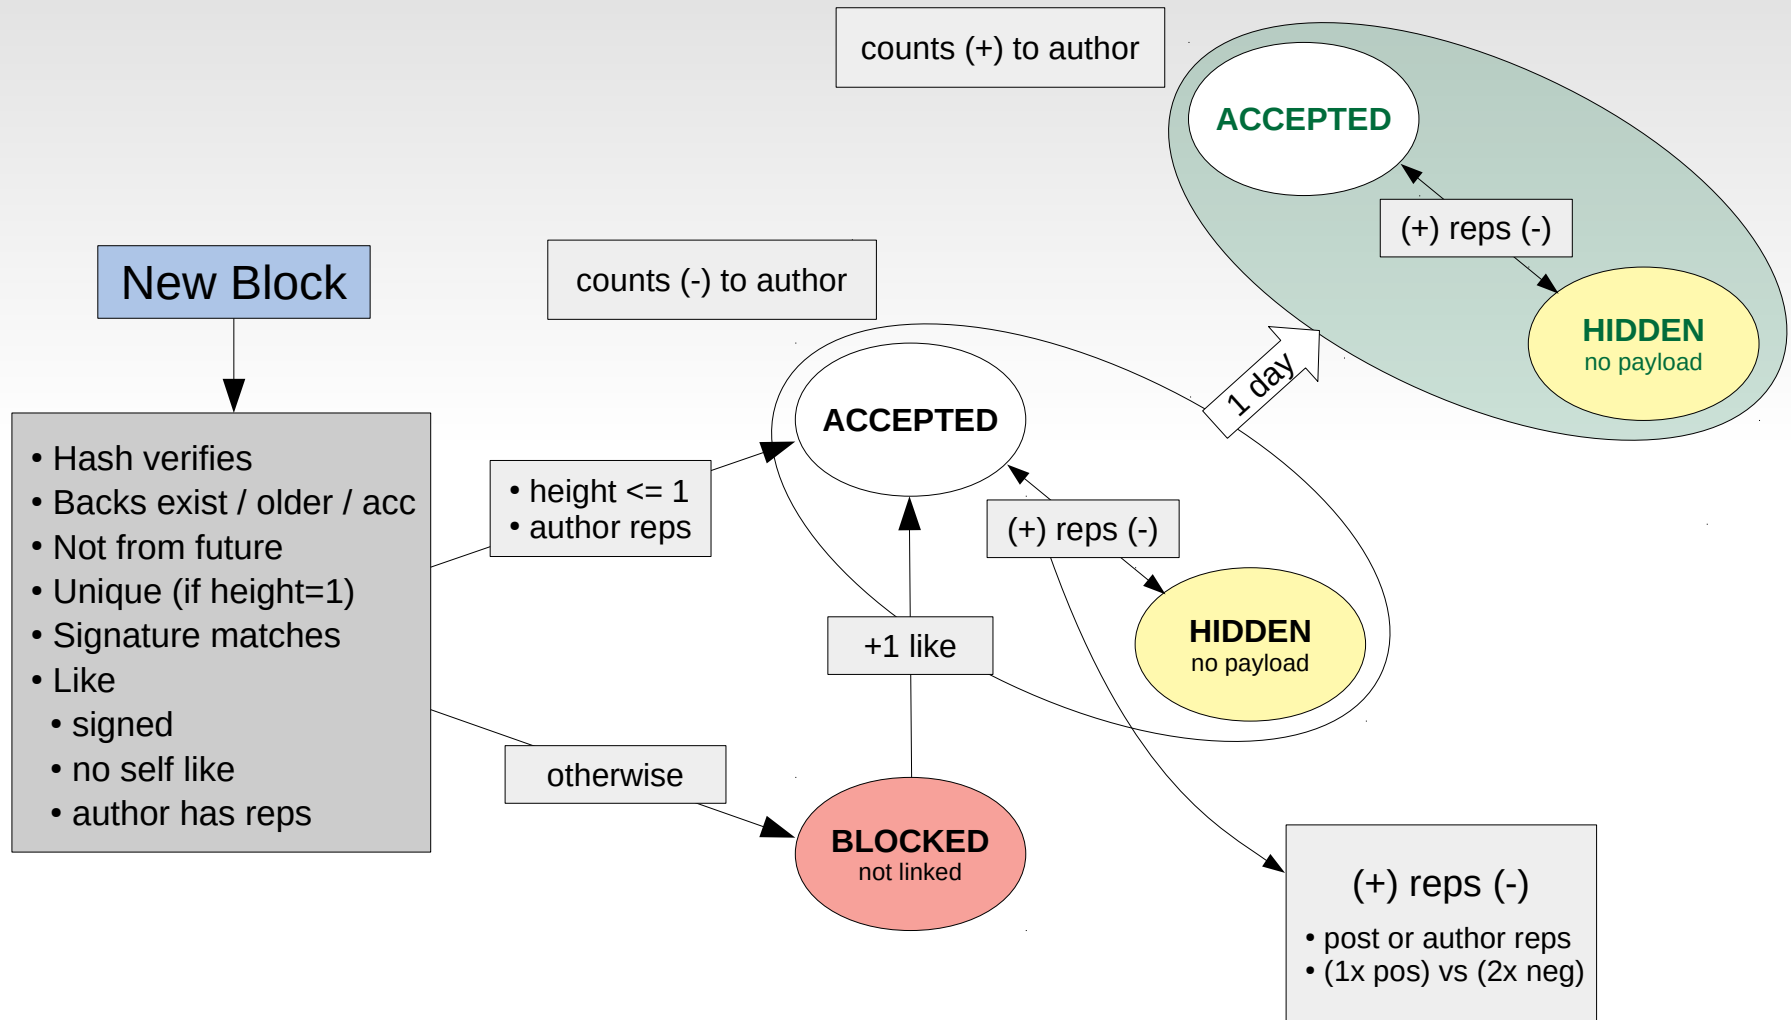 counts (+) to author
ACCEPTED
(+) reps (-)
HIDDEN
no payload
1 day
New Block
counts (-) to author
• Hash verifies
• Backs exist / older / acc
• Not from future
• Unique (if height=1)
• Signature matches
• Like
• signed
• no self like
• author has reps
• height <= 1
• author reps
ACCEPTED
(+) reps (-)
HIDDEN
no payload
+1 like
otherwise
BLOCKED
not linked
(+) reps (-)
• post or author reps
• (1x pos) vs (2x neg)